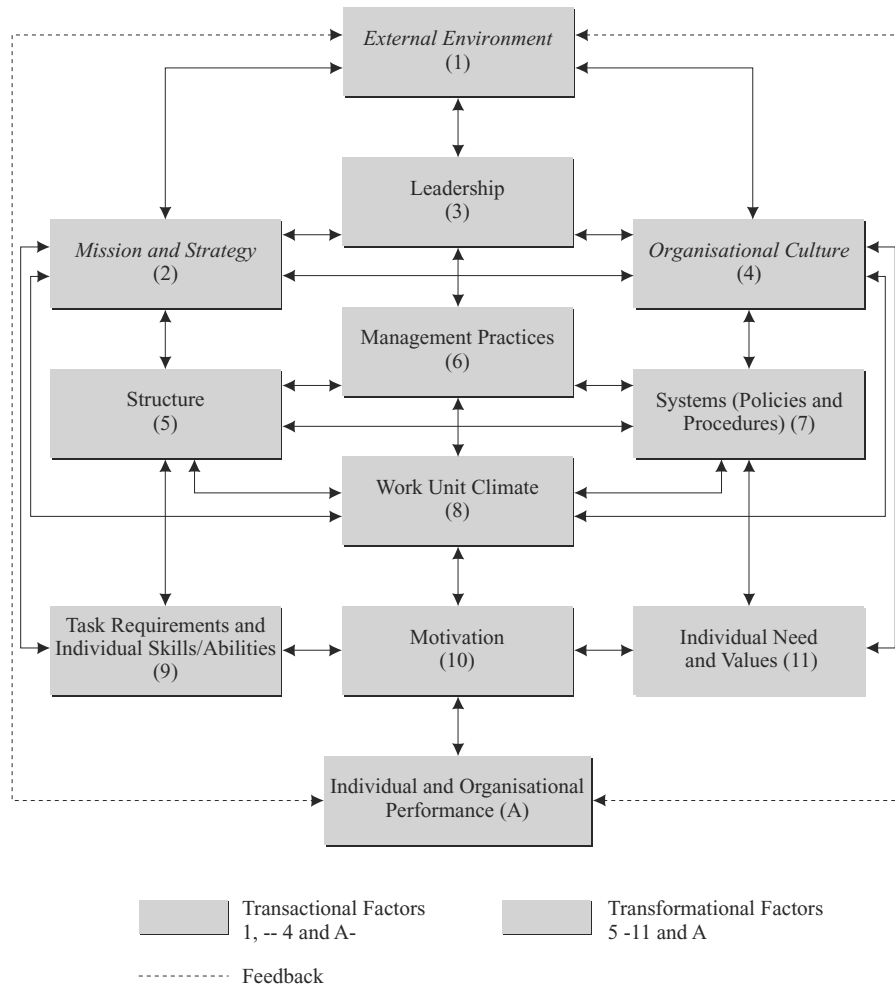 External Environment
(1)
Leadership
(3)
Mission and Strategy
(2)
Organisational Culture
(4)
Management Practices
(6)
Structure
(5)
Systems (Policies and
Procedures) (7)
Work Unit Climate
(8)
Task Requirements and
Individual Skills/Abilities
(9)
Motivation
(10)
Individual Need
and Values (11)
Individual and Organisational
Performance (A)
Transactional Factors
1, -- 4 and A-
Transformational Factors
5 -11 and A
Feedback